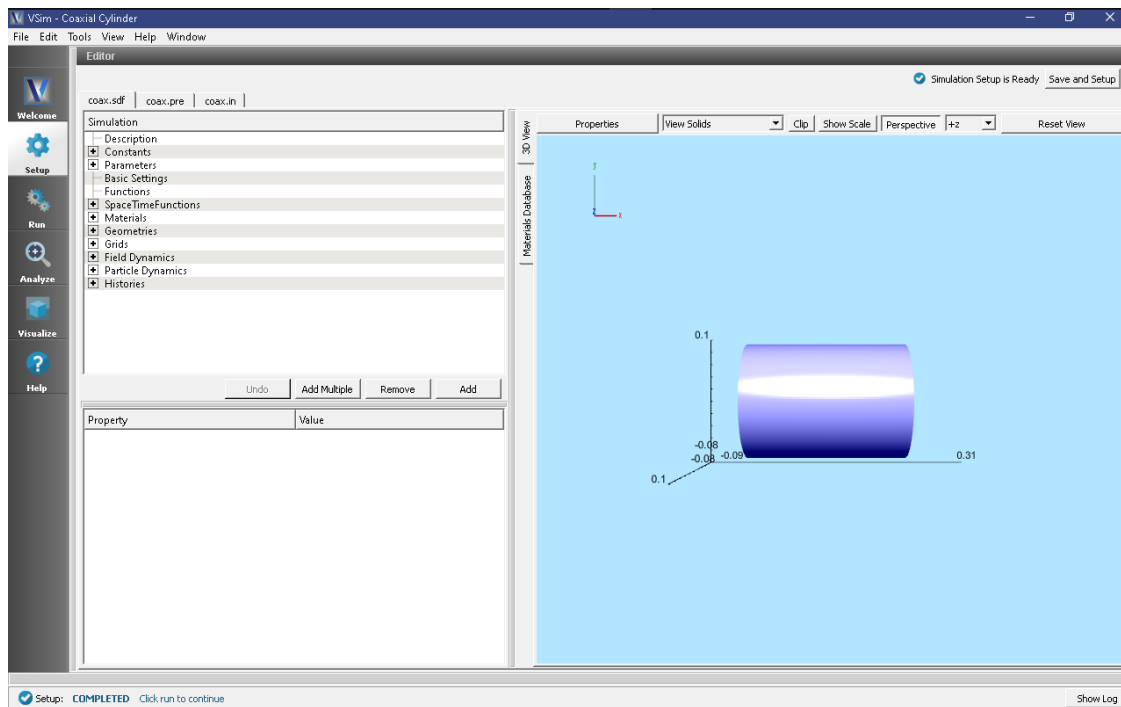 VSim - Coaxial Cylinder
File Edit Tools View Help Window
Editor
Simulation Setup is Ready Save and Setup
coax.sdf coax.pre coax.in
Welcome
Setup
Run
Analyze
Visualize
Help
Simulation
Description
Constants
Parameters
Basic Settings
Functions
SpaceTimeFunctions
Materials
Geometries
Grids
Field Dynamics
Particle Dynamics
Histories
Undo Add Multiple Remove Add
Property Value
3D View
Materials Database
Properties View Solids Clip Show Scale Perspective +z Reset View
y
z x
0.1
-0.08
-0.08 -0.09 0.31
0.1
Setup: COMPLETED Click run to continue Show Log